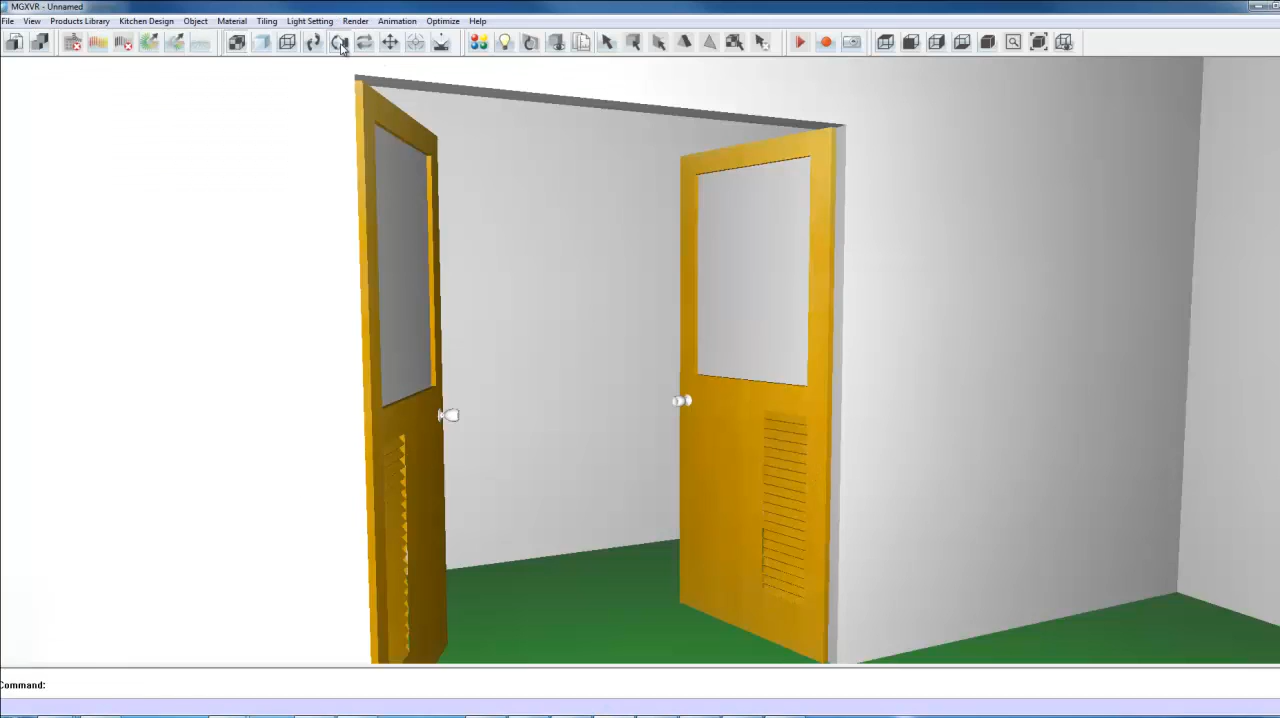 MGXVR - Unnamed
File View Products Library Kitchen Design Object Material Tiling Light Setting Render Animation Optimize Help
Command: